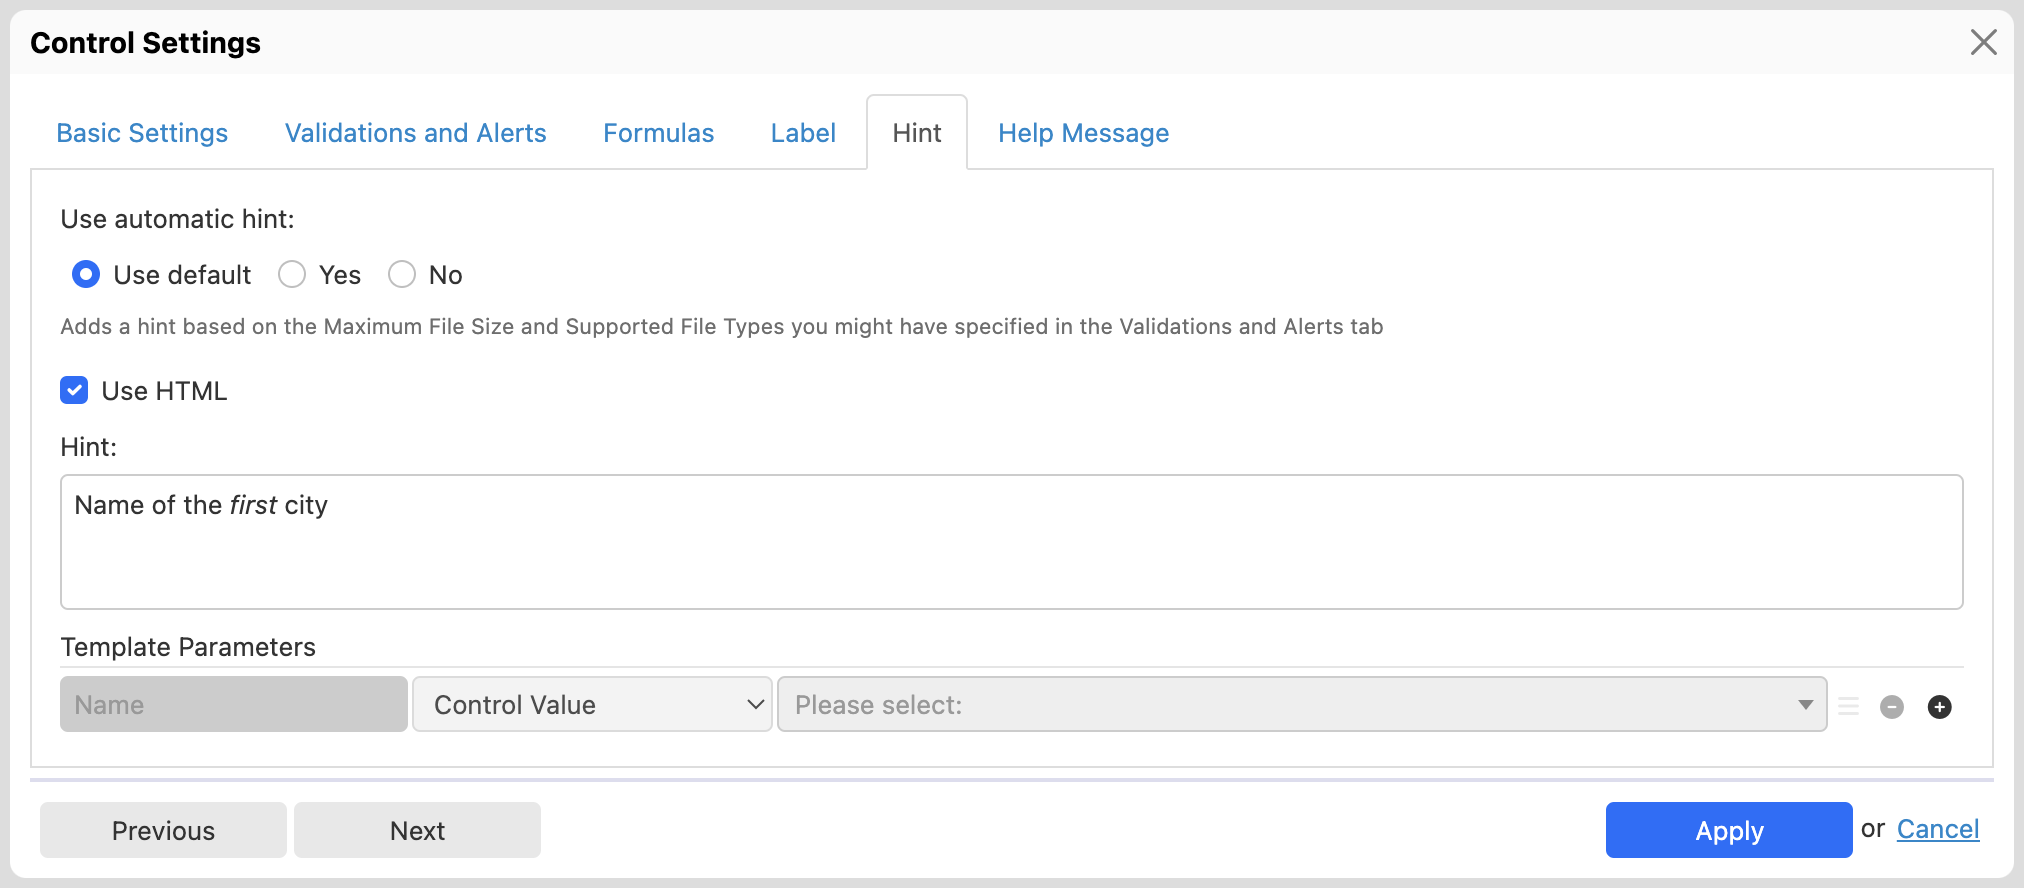 Control Settings
Basic Settings Validations and Alerts Formulas Label Hint Help Message
Use automatic hint:
Use default Yes No
Adds a hint based on the Maximum File Size and Supported File Types you might have specified in the Validations and Alerts tab
Use HTML
Hint:
Name of the first city
Template Parameters
Name Control Value Please select:
Previous Next Apply or Cancel